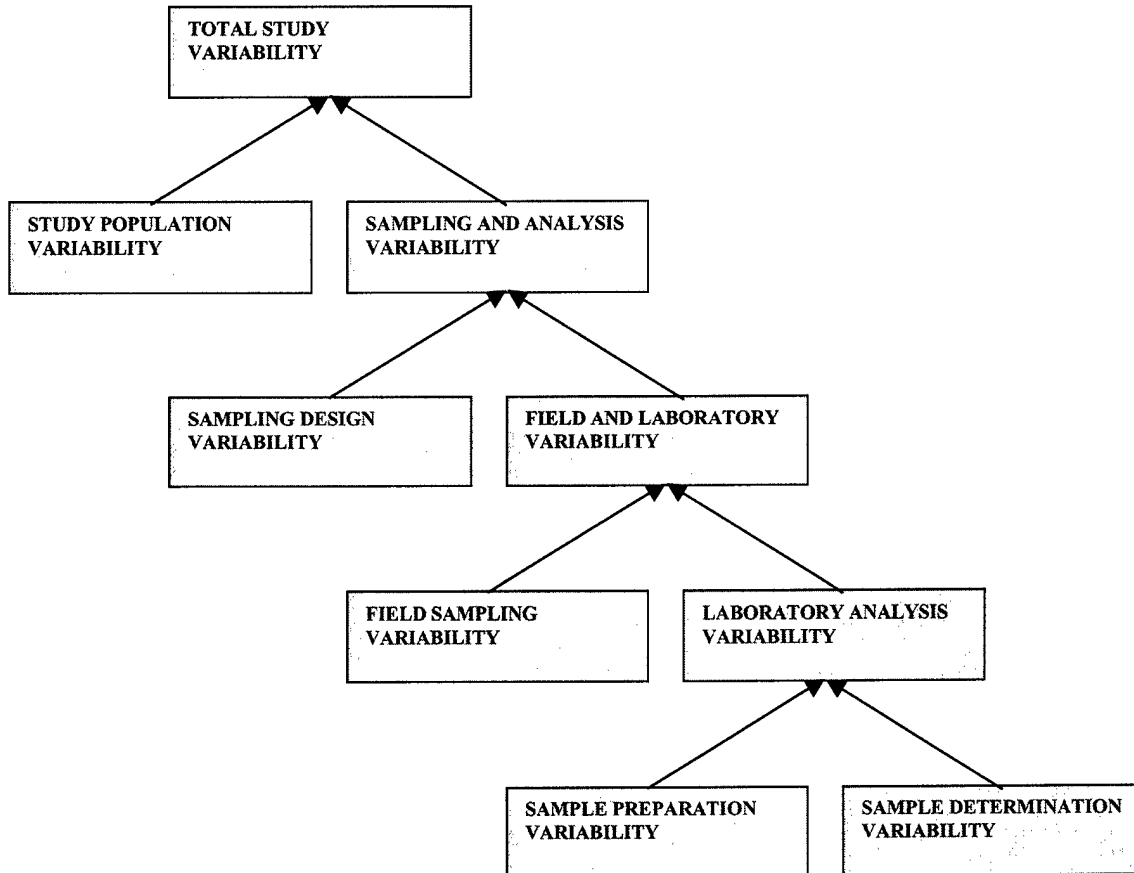 TOTAL STUDY
VARIABILITY
STUDY POPULATION
VARIABILITY
SAMPLING AND ANALYSIS
VARIABILITY
SAMPLING DESIGN
VARIABILITY
FIELD AND LABORATORY
VARIABILITY
FIELD SAMPLING
VARIABILITY
LABORATORY ANALYSIS
VARIABILITY
SAMPLE PREPARATION
VARIABILITY
SAMPLE DETERMINATION
VARIABILITY